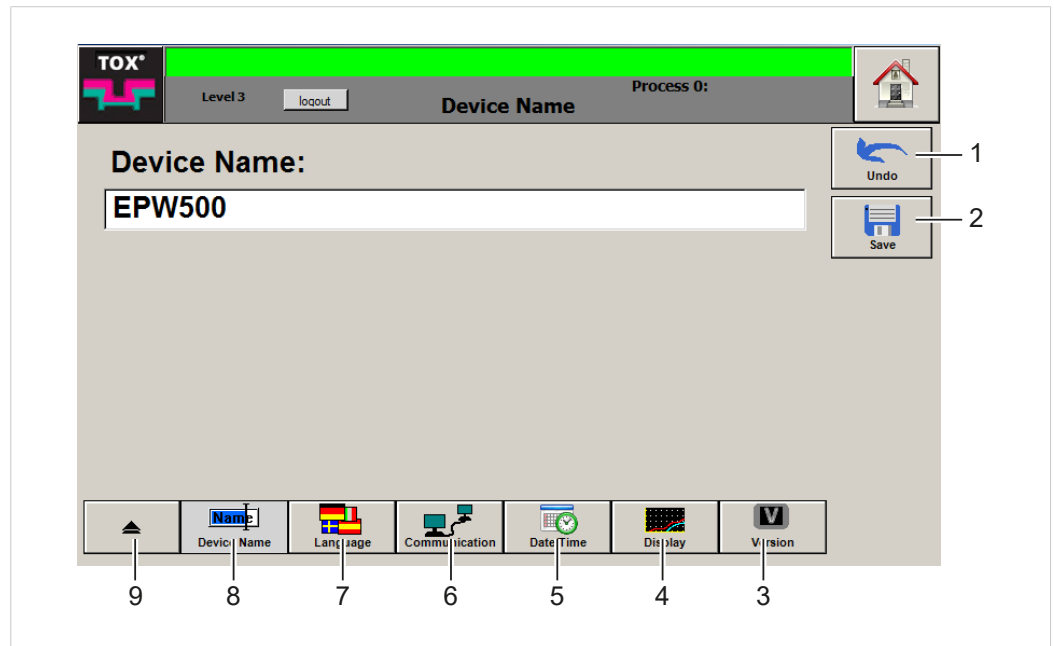 TOX®
Level 3
logout
Device Name
Process 0:
Device Name:
EPW500
Undo
1
Save
2
Name
V
Device Name
Language
Communication
Date/Time
Display
Version
9
8
7
6
5
4
3